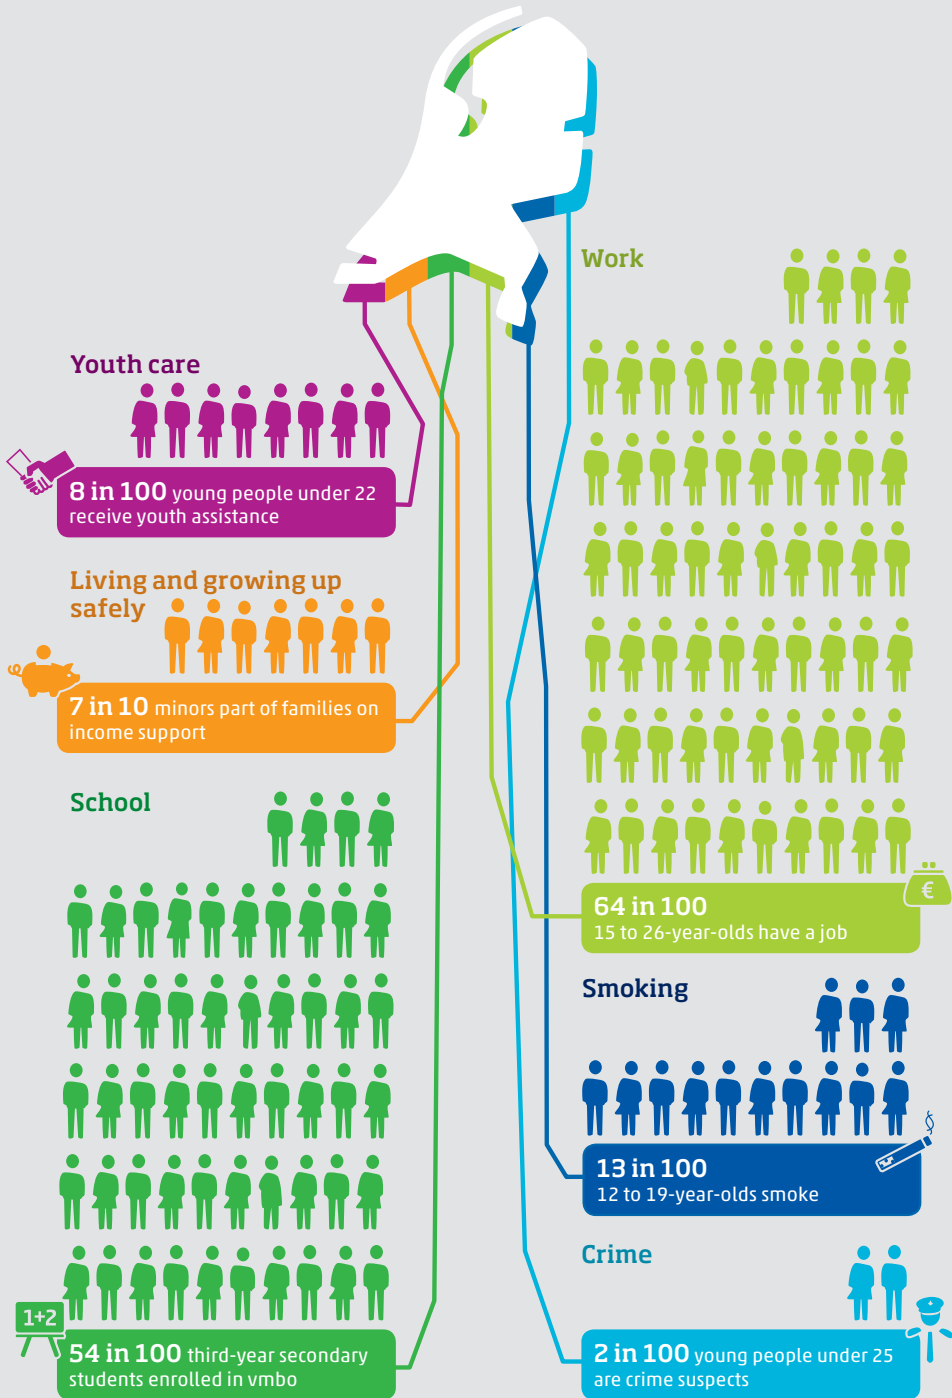 Youth care
8 in 100 young people under 22
receive youth assistance
Living and growing up
safely
7 in 10 minors part of families on
income support
School
1+2
54 in 100 third-year secondary
students enrolled in vmbo
Work
€
64 in 100
15 to 26-year-olds have a job
Smoking
13 in 100
12 to 19-year-olds smoke
Crime
2 in 100 young people under 25
are crime suspects